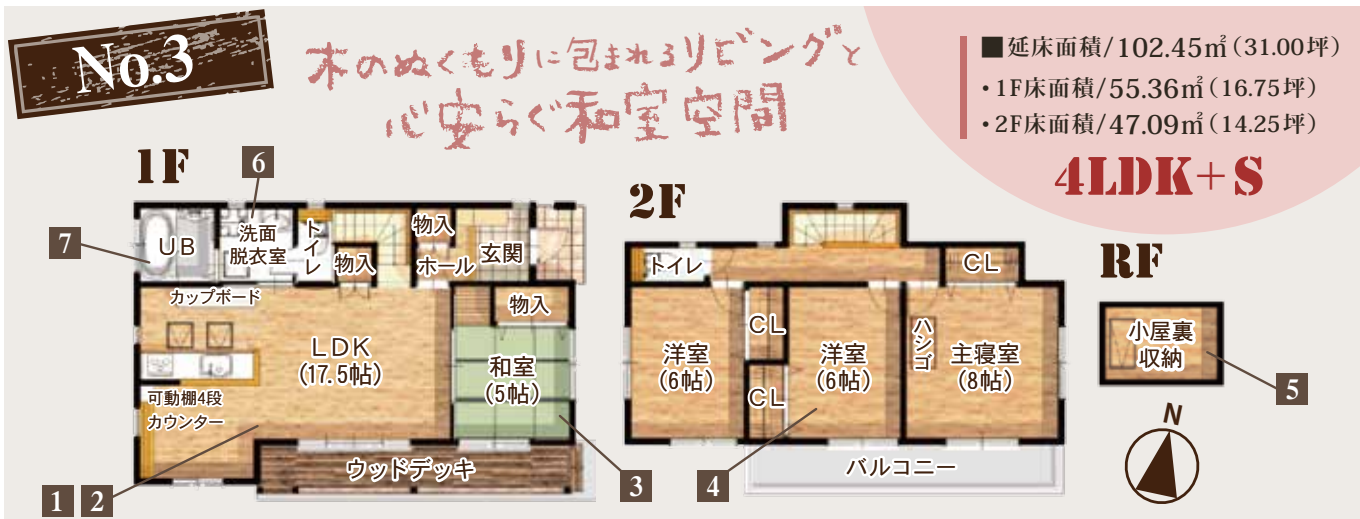 No.3
木のぬくもりに包まれるリビングと
心安らぐ和室空間
■延床面積/102.45㎡(31.00坪)
・1F床面積/55.36㎡(16.75坪)
・2F床面積/47.09㎡(14.25坪)
4LDK+S
1F
6
7
UB
洗面
脱衣室
トイレ
物入
物入
ホール
玄関
カップボード
物入
LDK
(17.5帖)
和室
(5帖)
可動棚4段
カウンター
ウッドデッキ
1
2
3
2F
トイレ
CL
洋室
(6帖)
CL
CL
洋室
(6帖)
ハシゴ
主寝室
(8帖)
バルコニー
4
RF
小屋裏
収納
5
N